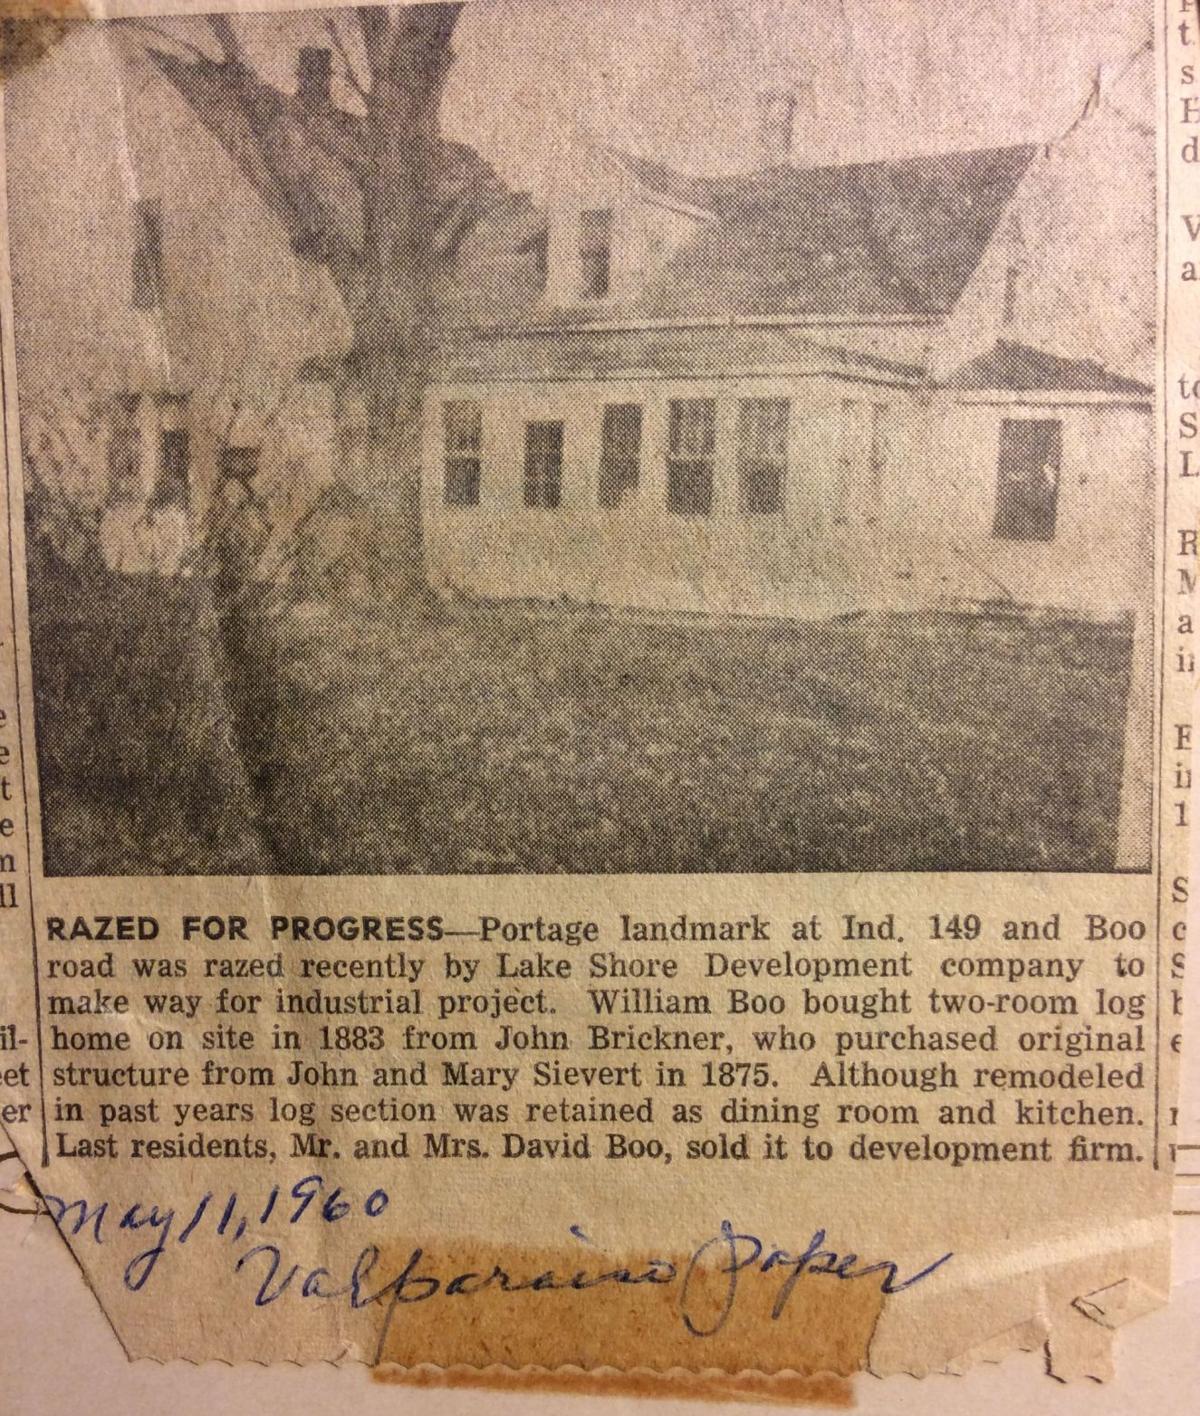 RAZED FOR PROGRESS—Portage landmark at Ind. 149 and Boo
road was razed recently by Lake Shore Development company to
make way for industrial project. William Boo bought two-room log
home on site in 1883 from John Brickner, who purchased original
structure from John and Mary Sievert in 1875. Although remodeled
in past years log section was retained as dining room and kitchen.
Last residents, Mr. and Mrs. David Boo, sold it to development firm.
May 11, 1960
Valparaiso Paper